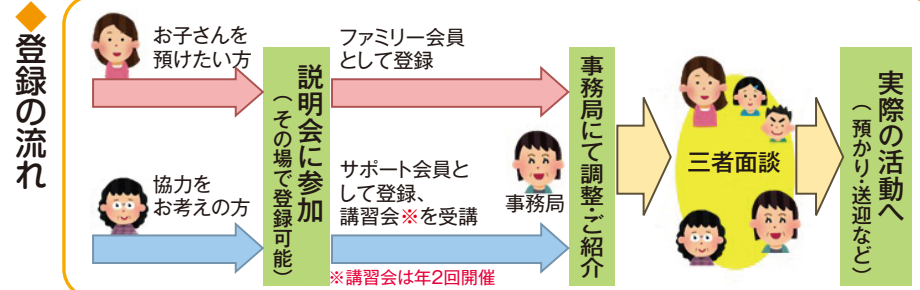 ◆登録の流れ
お子さんを
預けたい方
協力を
お考えの方
説明会に参加
（その場で登録可能）
ファミリー会員
として登録
サポート会員と
して登録、
講習会※を受講
※講習会は年2回開催
事務局
事務局にて調整・ご紹介
三者面談
実際の活動へ
（預かり・送迎など）